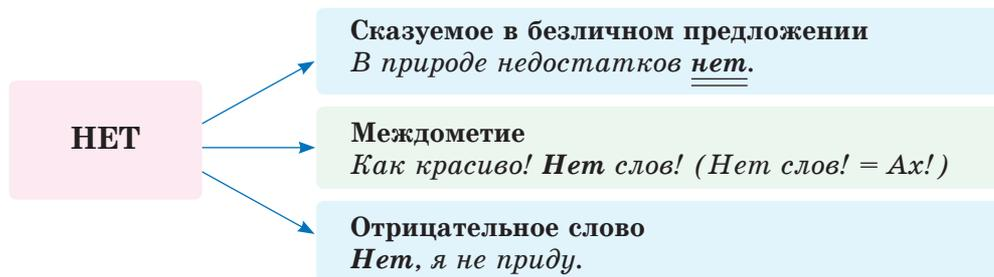 НЕТ
Сказуемое в безличном предложении
В природе недостатков нет.
Междометие
Как красиво! Нет слов! (Нет слов! = Ах!)
Отрицательное слово
Нет, я не приду.